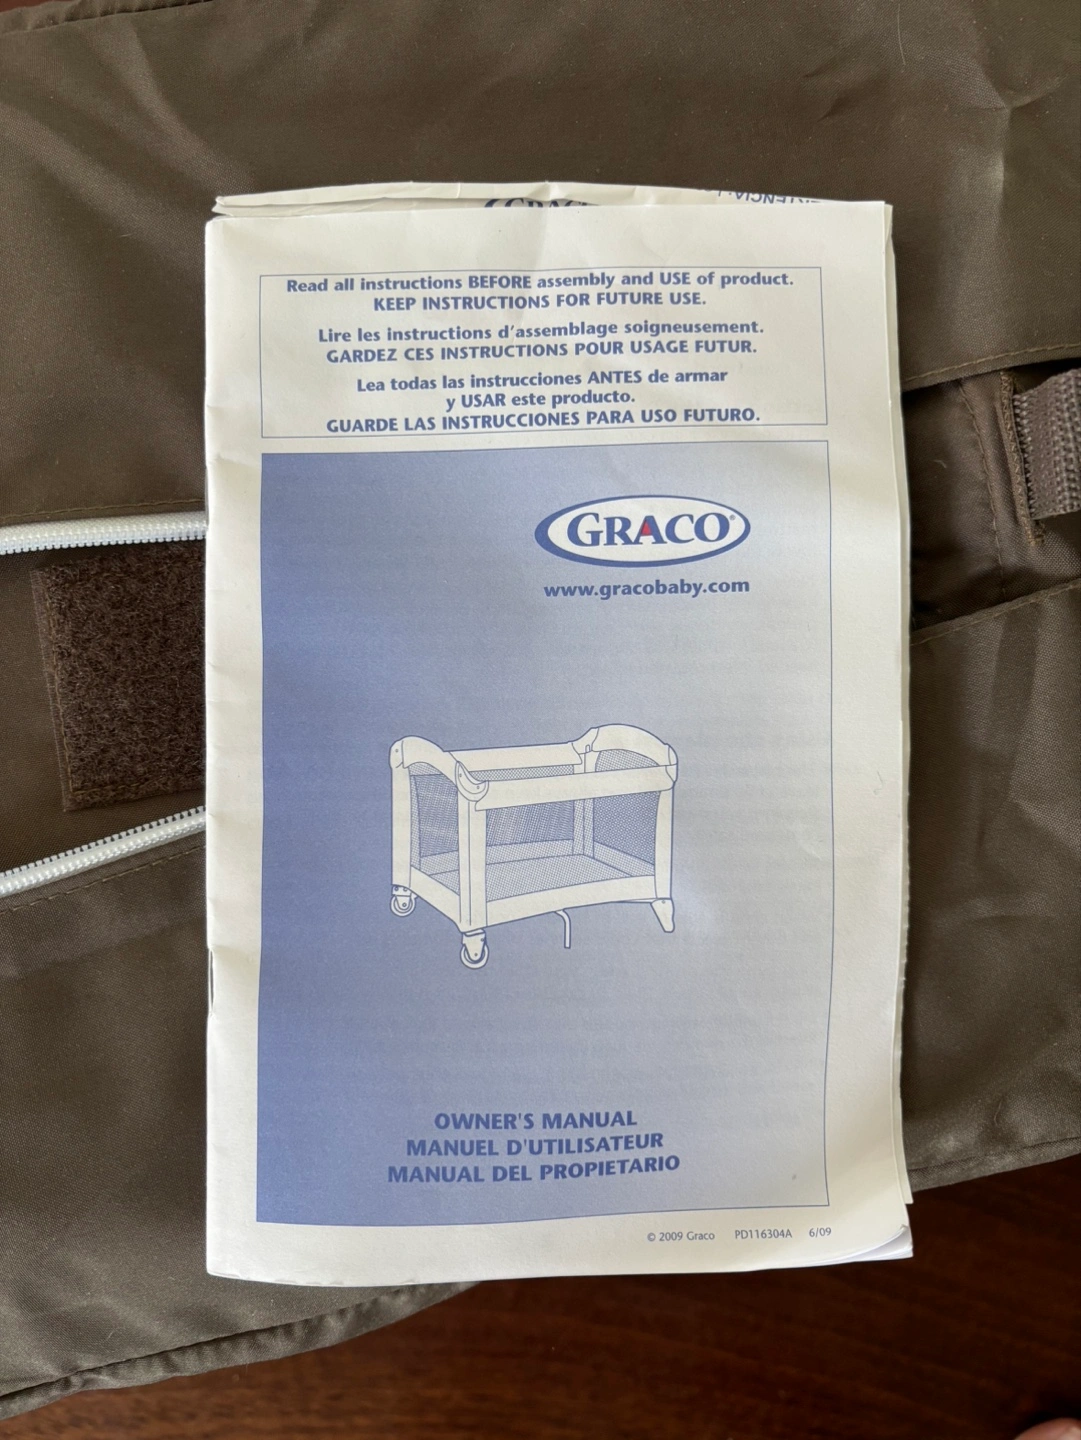 GRACO
Read all instructions BEFORE assembly and USE of product.
KEEP INSTRUCTIONS FOR FUTURE USE.
Lire les instructions d'assemblage soigneusement.
GARDEZ CES INSTRUCTIONS POUR USAGE FUTUR.
Lea todas las instrucciones ANTES de armar
y USAR este producto.
GUARDE LAS INSTRUCCIONES PARA USO FUTURO.
GRACO®
www.gracobaby.com
OWNER'S MANUAL
MANUEL D'UTILISATEUR
MANUAL DEL PROPIETARIO
© 2009 Graco PD116304A 6/09